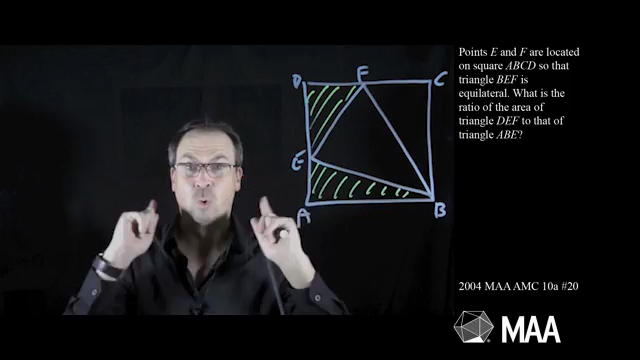 Points E and F are located
on square ABCD so that
triangle BEF is
equilateral. What is the
ratio of the area of
triangle DEF to that of
triangle ABE?
D F C
E
A B
2004 MAA AMC 10a #20
MAA